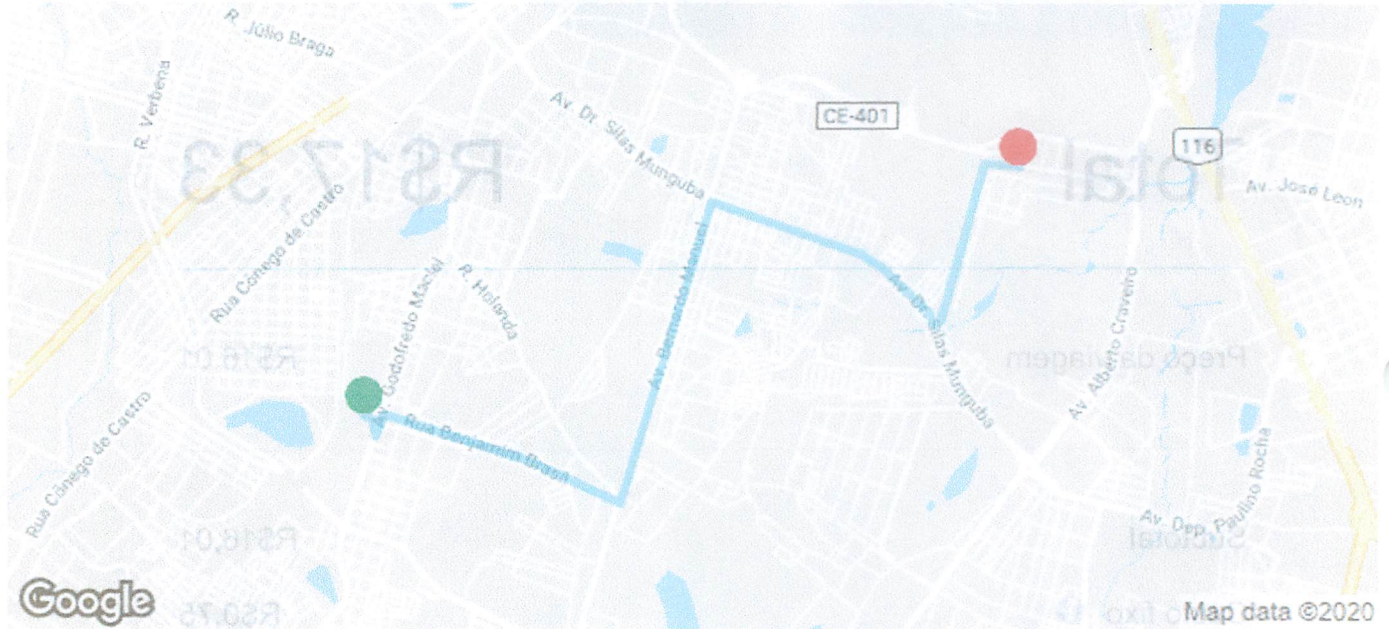 R. Júlio Braga
R. Verbena
Av. Dr. Silas Munguba
CE-401
116
Total
R$17,93
Av. José Leon
Rua Cônego de Castro
Av. Godofredo Maciel
R. Holanda
Av. Bernardo Manuel
Av. Dr. Silas Munguba
Av. Alberto Craveiro
Preço da viagem
R$16,01
Rua Cônego de Castro
Rua Benjamim Brasil
Av. Dep. Paulino Rocha
Subtotal
R$16,01
fixo
R$0,75
Google
Map data ©2020